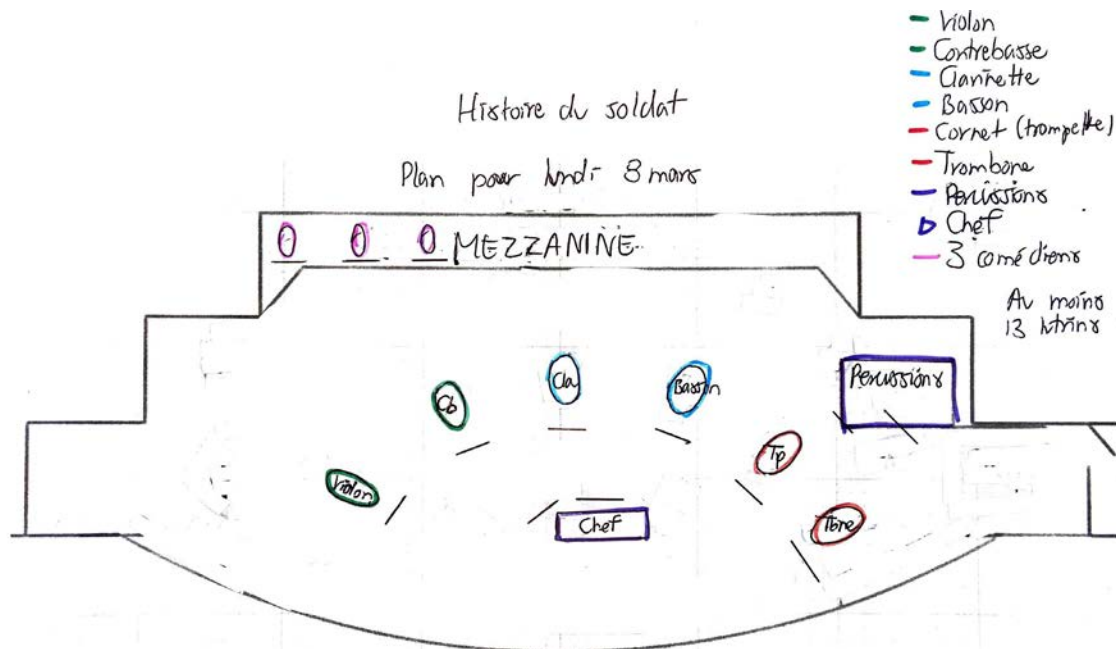 Histoire du soldat
Plan pour lundi 8 mars
Violon
Contrebasse
Clarinette
Basson
Cornet (trompette)
Trombone
Percussions
Chef
3 comédiens
Au moins
13 lutrins
MEZZANINE
Cb
Cla
Basson
Percussions
Violon
Tp
Chef
Tbne